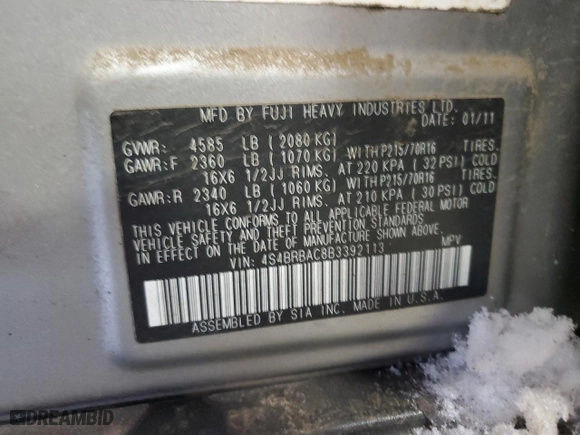 MFD BY FUJI HEAVY INDUSTRIES LTD.
DATE: 01/11
GVWR: 4585 LB (2080 KG)
GAWR:F 2360 LB (1070 KG) WITH P215/70R16 TIRES.
16X6 1/2JJ RIMS. AT 220 KPA (32 PSI) COLD
GAWR:R 2340 LB (1060 KG) WITH P215/70R16 TIRES.
16X6 1/2JJ RIMS. AT 210 KPA (30 PSI) COLD
THIS VEHICLE CONFORMS TO ALL APPLICABLE FEDERAL MOTOR
VEHICLE SAFETY AND THEFT PREVENTION STANDARDS
IN EFFECT ON THE DATE OF MANUFACTURE SHOWN ABOVE.
VIN: 4S4BRBAC8B3392113 MPV
ASSEMBLED BY SIA INC. MADE IN U.S.A.
DREAMBID